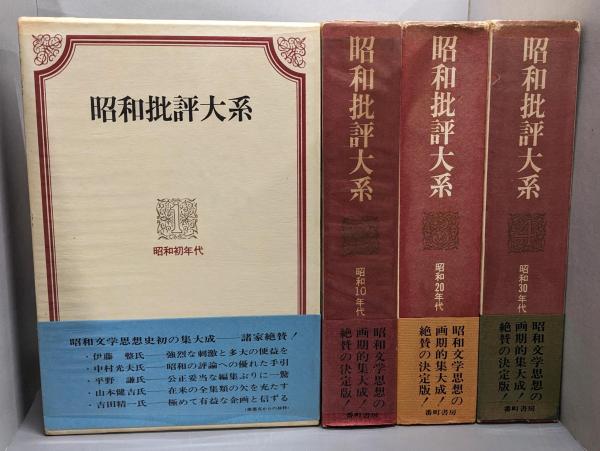 昭和批評大系
1
昭和初年代
昭和文学思想史初の集大成――諸家絶賛!
・伊藤 整氏――強烈な刺激と多大の便益を
・中村光夫氏――昭和の評論への優れた手引
・平野 謙氏――公正妥当な編集ぶりに一驚
・山本健吉氏――在来の全集類の欠を充たす
・吉田精一氏――極めて有益な企画と信ずる
(推薦文からの抜粋)
昭和批評大系
2
昭和10年代
昭和文学思想の
画期的集大成!
絶賛の決定版!
番町書房
昭和批評大系
3
昭和20年代
昭和文学思想の
画期的集大成!
絶賛の決定版!
番町書房
昭和批評大系
4
昭和30年代
昭和文学思想の
画期的集大成!
絶賛の決定版!
番町書房